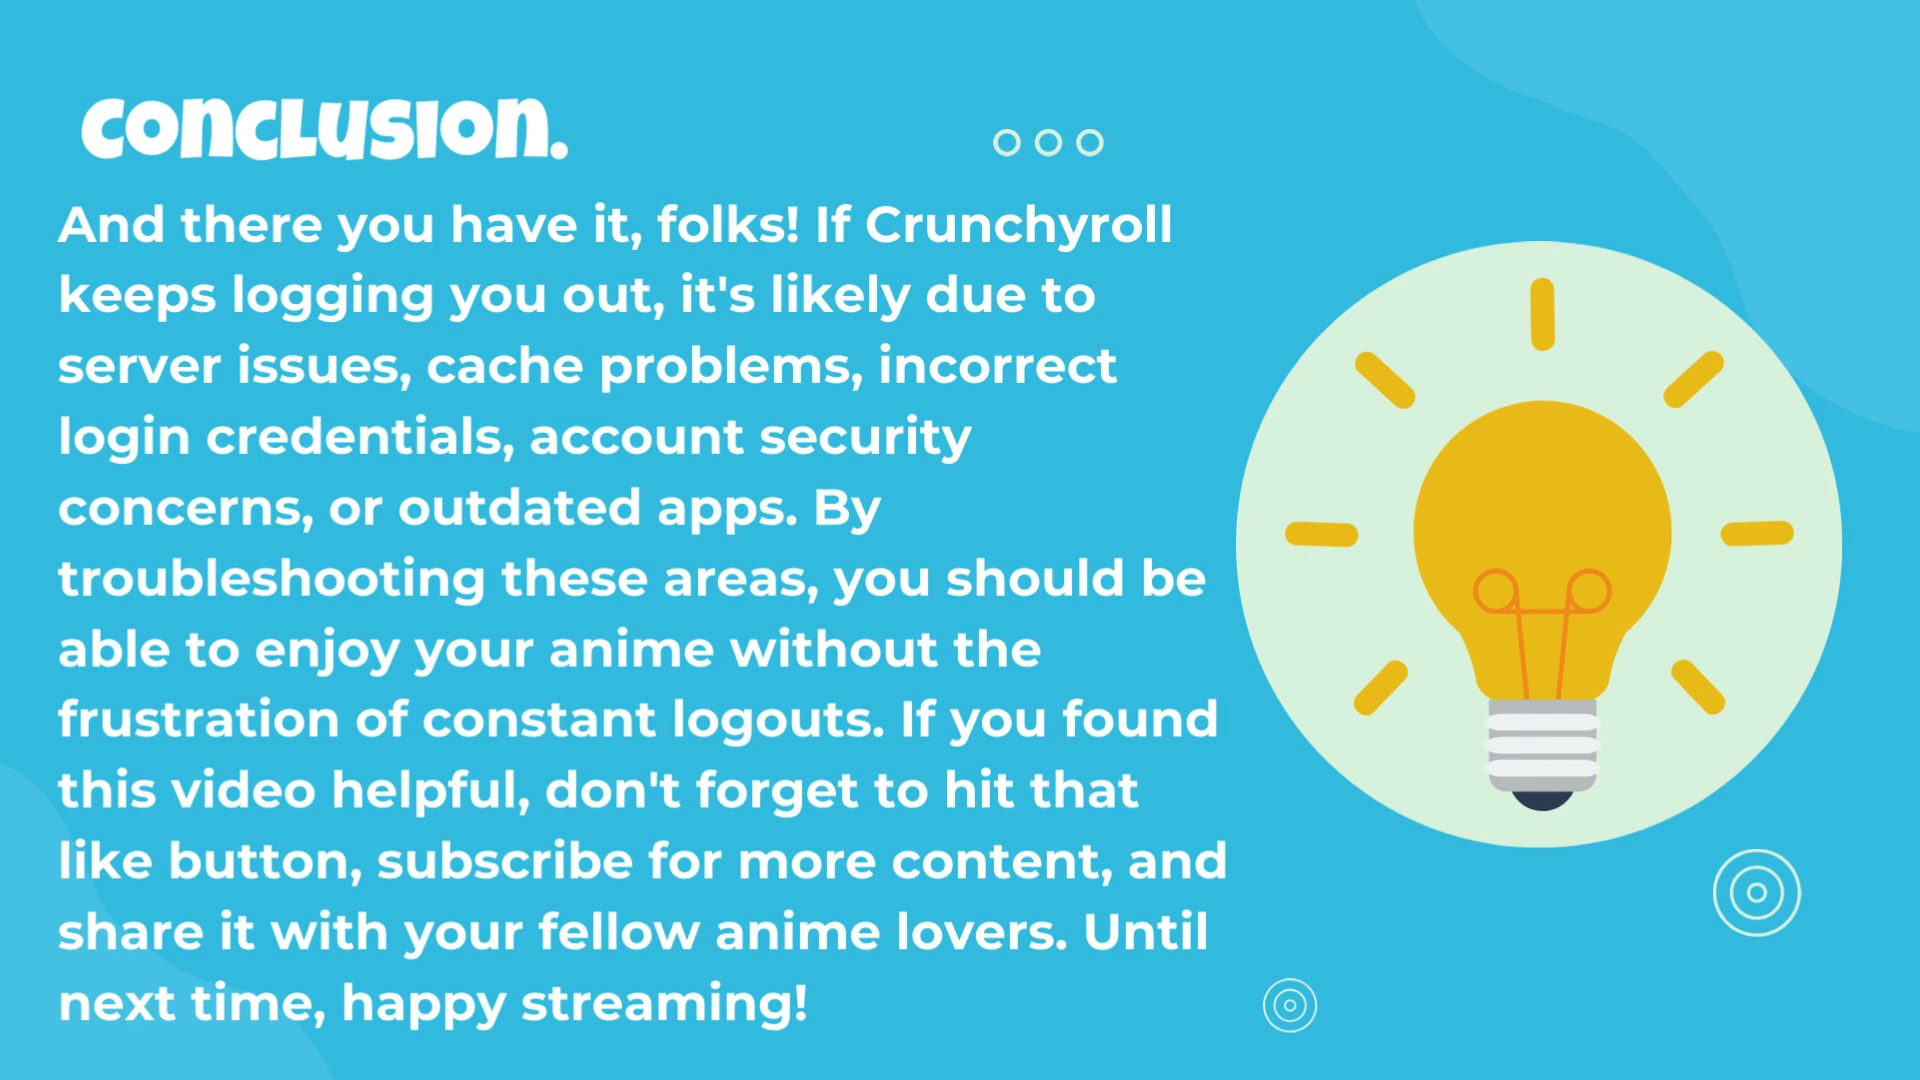 CONCLUSION.
And there you have it, folks! If Crunchyroll
keeps logging you out, it's likely due to
server issues, cache problems, incorrect
login credentials, account security
concerns, or outdated apps. By
troubleshooting these areas, you should be
able to enjoy your anime without the
frustration of constant logouts. If you found
this video helpful, don't forget to hit that
like button, subscribe for more content, and
share it with your fellow anime lovers. Until
next time, happy streaming!